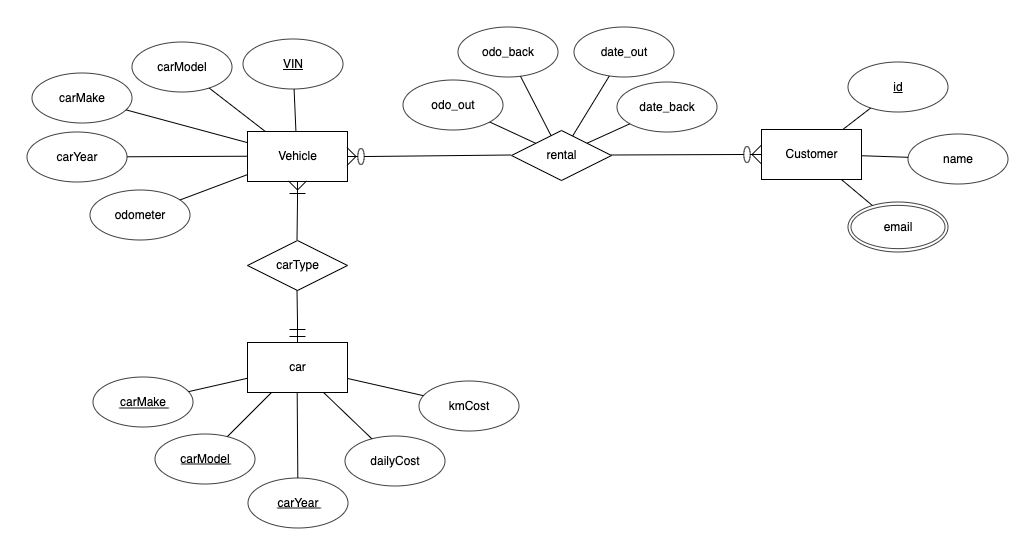 odo_back
date_out
VIN
carModel
id
carMake
odo_out
date_back
carYear
Vehicle
rental
Customer
name
odometer
email
carType
car
carMake
kmCost
carModel
dailyCost
carYear